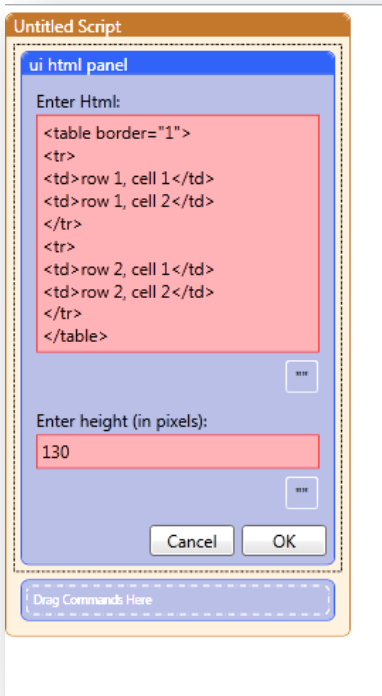 Untitled Script
ui html panel
Enter Html:
<table border="1">
<tr>
<td>row 1, cell 1</td>
<td>row 1, cell 2</td>
</tr>
<tr>
<td>row 2, cell 1</td>
<td>row 2, cell 2</td>
</tr>
</table>
""
Enter height (in pixels):
130
""
Cancel OK
Drag Commands Here